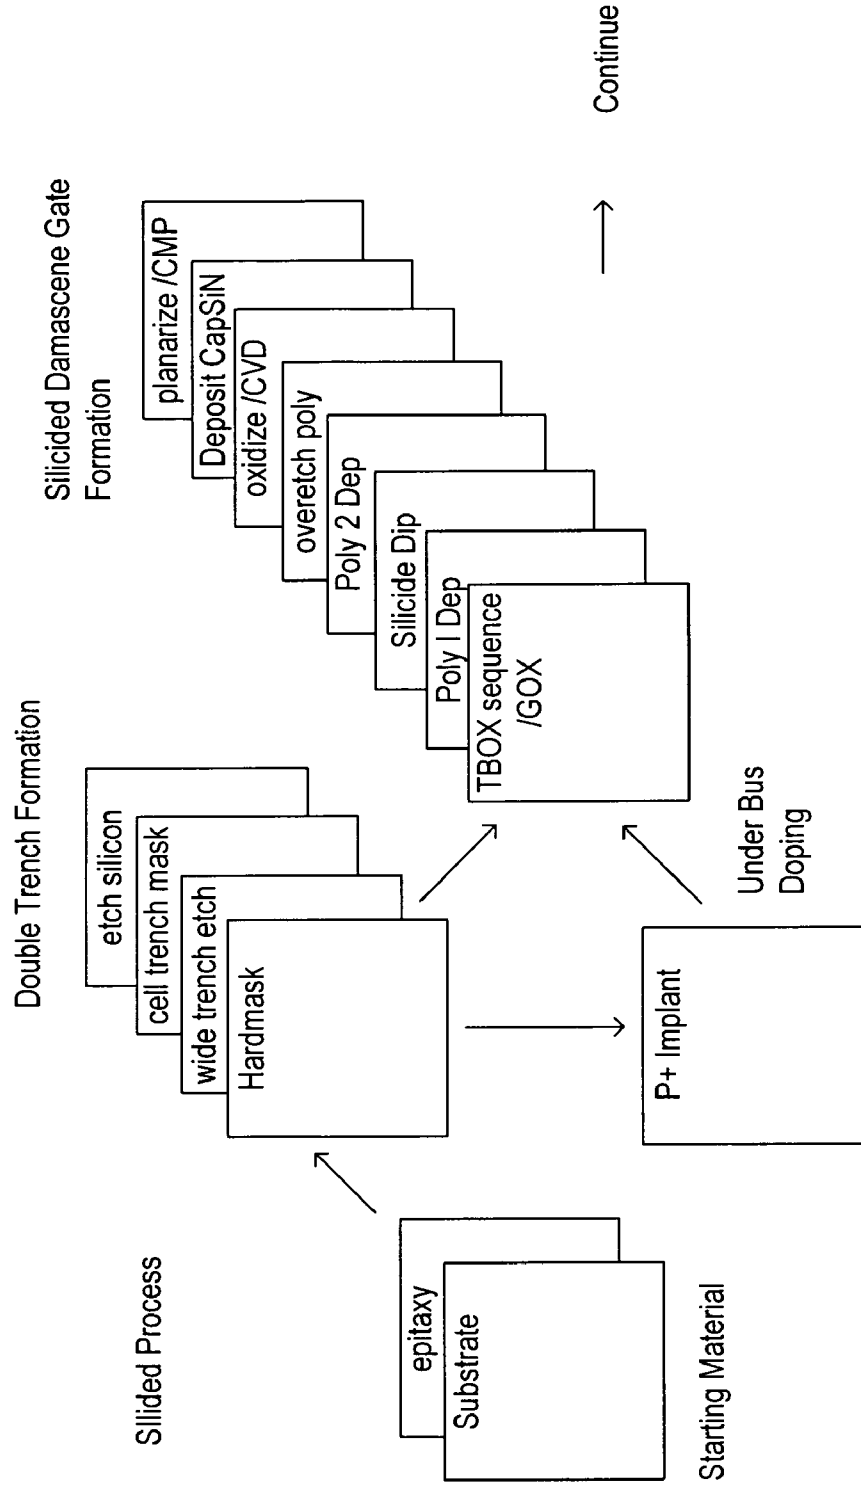 Sllided Process
Starting Material
Substrate
epitaxy
Double Trench Formation
Hardmask
wide trench etch
cell trench mask
etch silicon
P+ Implant
Under Bus
Doping
Silicided Damascene Gate
Formation
TBOX sequence
/GOX
Poly I Dep
Silicide Dip
Poly 2 Dep
overetch poly
oxidize /CVD
Deposit CapSiN
planarize /CMP
Continue